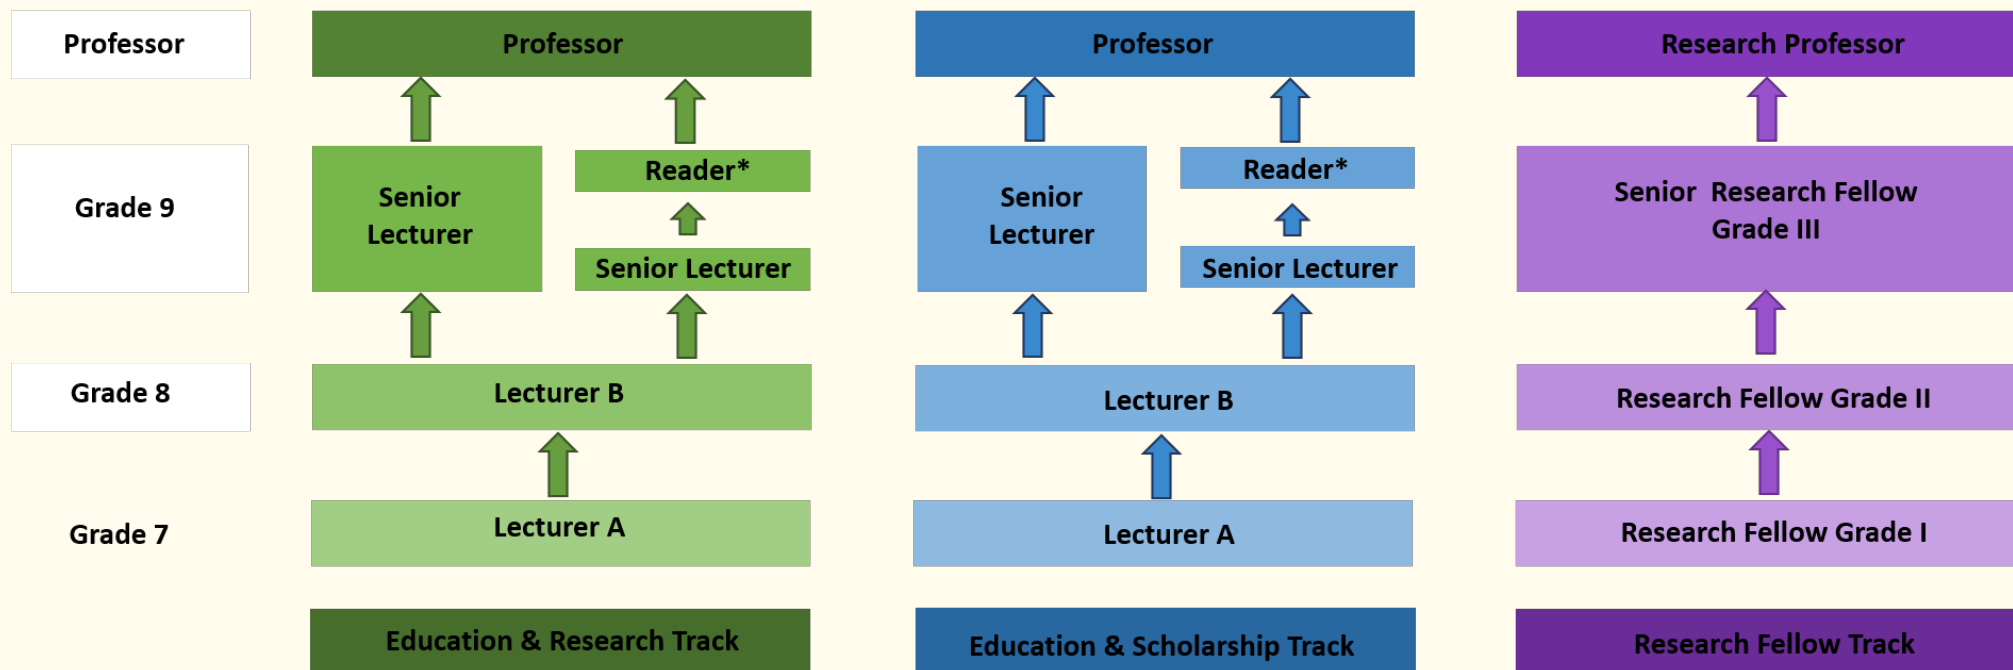 Professor
Professor
Professor
Research Professor
Grade 9
Senior
Lecturer
Reader*
Senior Lecturer
Senior
Lecturer
Reader*
Senior Lecturer
Senior Research Fellow
Grade III
Grade 8
Lecturer B
Lecturer B
Research Fellow Grade II
Grade 7
Lecturer A
Lecturer A
Research Fellow Grade I
Education & Research Track
Education & Scholarship Track
Research Fellow Track